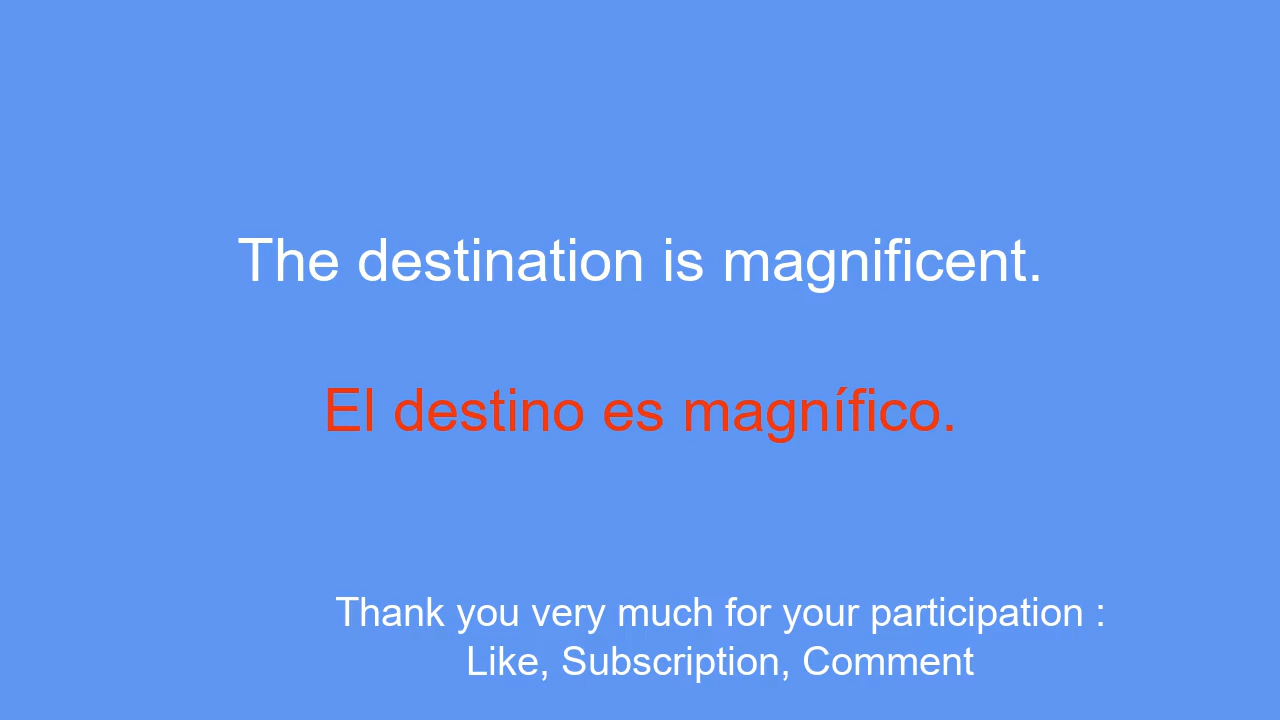 The destination is magnificent.
El destino es magnífico.
Thank you very much for your participation :
Like, Subscription, Comment